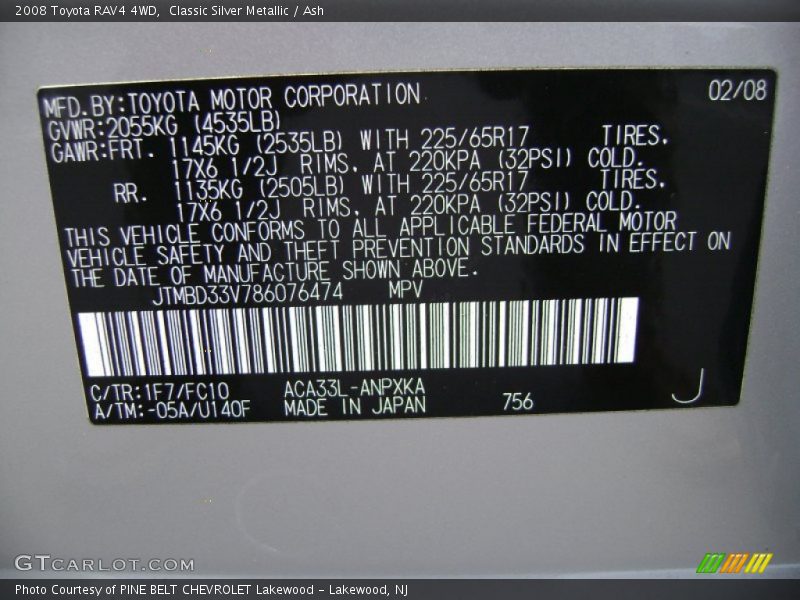 2008 Toyota RAV4 4WD,  Classic Silver Metallic / Ash
MFD.BY:TOYOTA MOTOR CORPORATION 02/08
GVWR:2055KG (4535LB)
GAWR:FRT. 1145KG (2535LB) WITH 225/65R17 TIRES,
17X6 1/2J RIMS, AT 220KPA (32PSI) COLD.
RR. 1135KG (2505LB) WITH 225/65R17 TIRES,
17X6 1/2J RIMS, AT 220KPA (32PSI) COLD.
THIS VEHICLE CONFORMS TO ALL APPLICABLE FEDERAL MOTOR
VEHICLE SAFETY AND THEFT PREVENTION STANDARDS IN EFFECT ON
THE DATE OF MANUFACTURE SHOWN ABOVE.
JTMBD33V786076474 MPV
C/TR:1F7/FC10 ACA33L-ANPXKA
A/TM:-05A/U140F MADE IN JAPAN 756 J
GTCARLOT.COM
Photo Courtesy of PINE BELT CHEVROLET Lakewood - Lakewood, NJ